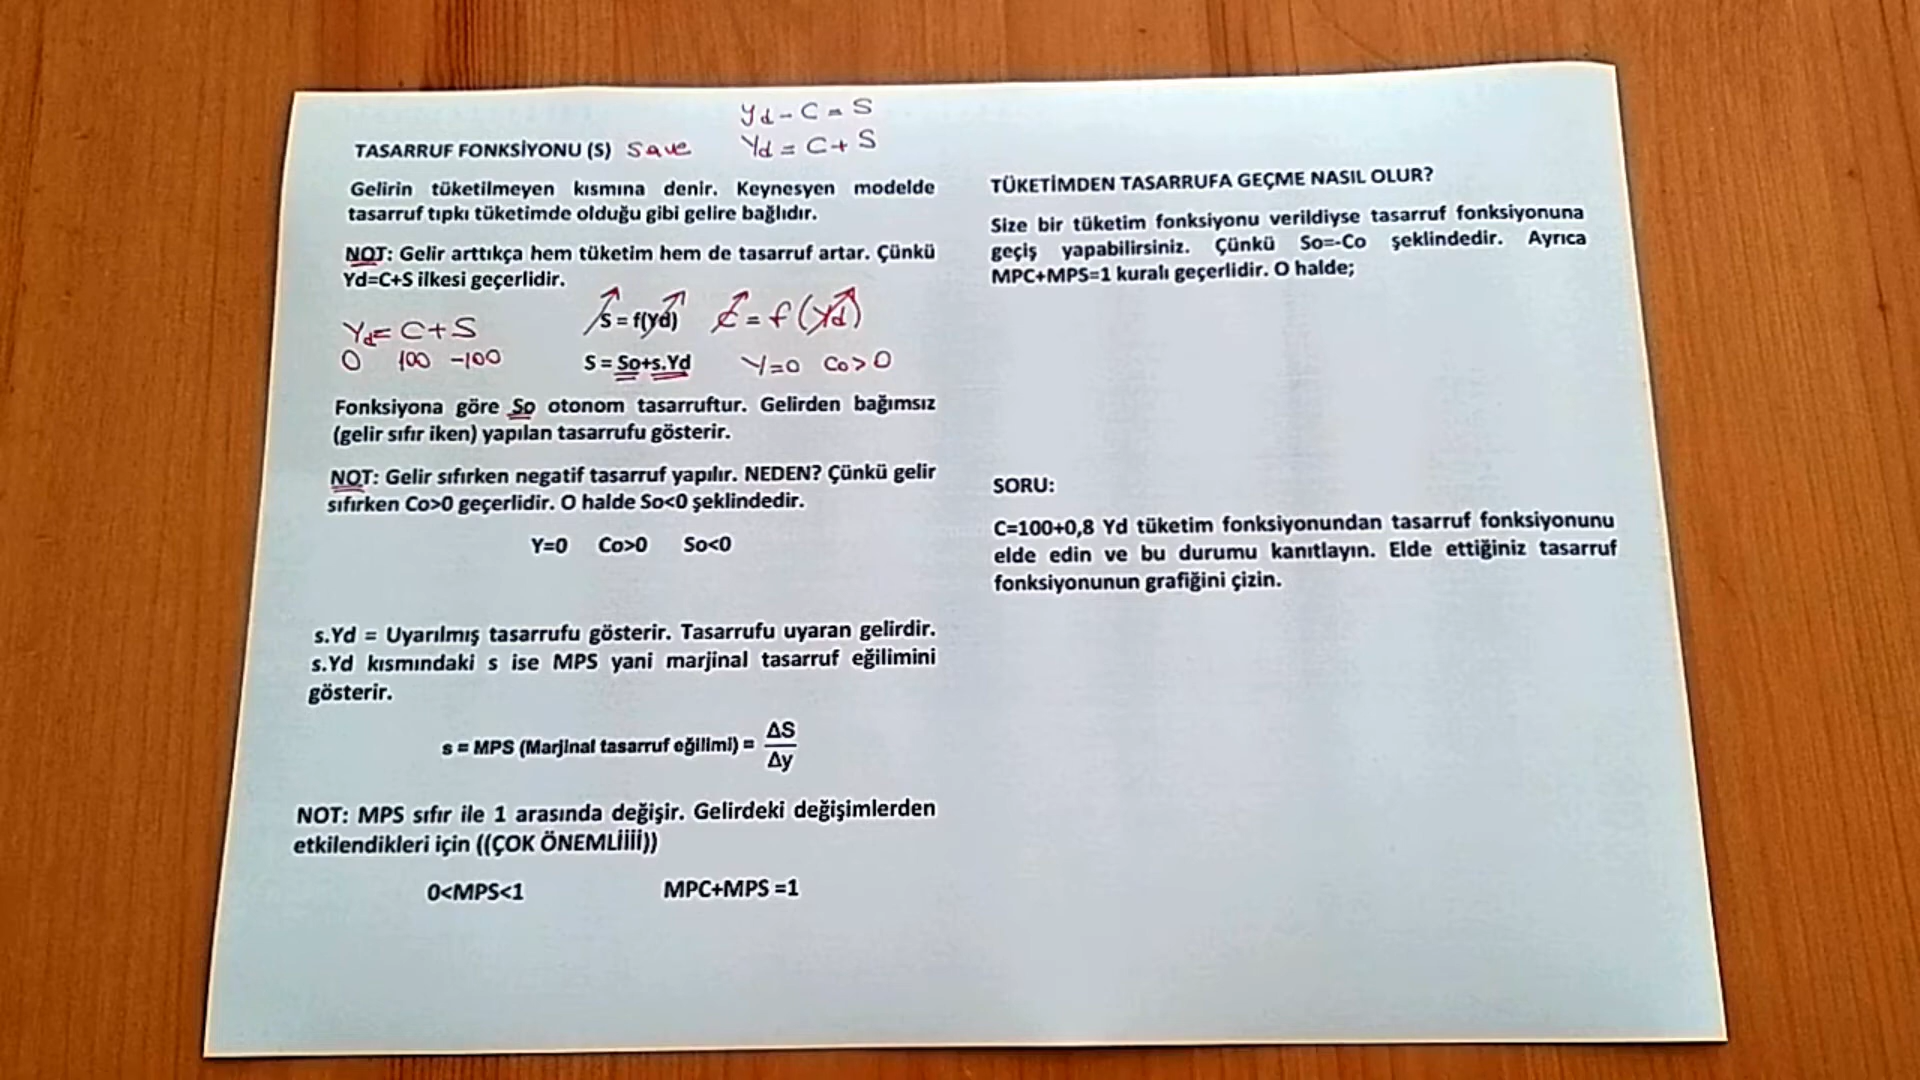 Yd - C = S
Yd = C + S
TASARRUF FONKSİYONU (S) Save
Gelirin tüketilmeyen kısmına denir. Keynesyen modelde
tasarruf tıpkı tüketimde olduğu gibi gelire bağlıdır.
NOT: Gelir arttıkça hem tüketim hem de tasarruf artar. Çünkü
Yd=C+S ilkesi geçerlidir.
Yd= C+S
0 100 -100
S = f(Yd) C = f (Yd)
S = So+s.Yd Y=0 Co>0
Fonksiyona göre So otonom tasarruftur. Gelirden bağımsız
(gelir sıfır iken) yapılan tasarrufu gösterir.
NOT: Gelir sıfırken negatif tasarruf yapılır. NEDEN? Çünkü gelir
sıfırken Co>0 geçerlidir. O halde So<0 şeklindedir.
Y=0 Co>0 So<0
s.Yd = Uyarılmış tasarrufu gösterir. Tasarrufu uyaran gelirdir.
s.Yd kısmındaki s ise MPS yani marjinal tasarruf eğilimini
gösterir.
s = MPS (Marjinal tasarruf eğilimi) = ΔS
Δy
NOT: MPS sıfır ile 1 arasında değişir. Gelirdeki değişimlerden
etkilendikleri için ((ÇOK ÖNEMLİİİİ))
0<MPS<1 MPC+MPS =1
TÜKETİMDEN TASARRUFA GEÇME NASIL OLUR?
Size bir tüketim fonksiyonu verildiyse tasarruf fonksiyonuna
geçiş yapabilirsiniz. Çünkü So=-Co şeklindedir. Ayrıca
MPC+MPS=1 kuralı geçerlidir. O halde;
SORU:
C=100+0,8 Yd tüketim fonksiyonundan tasarruf fonksiyonunu
elde edin ve bu durumu kanıtlayın. Elde ettiğiniz tasarruf
fonksiyonunun grafiğini çizin.